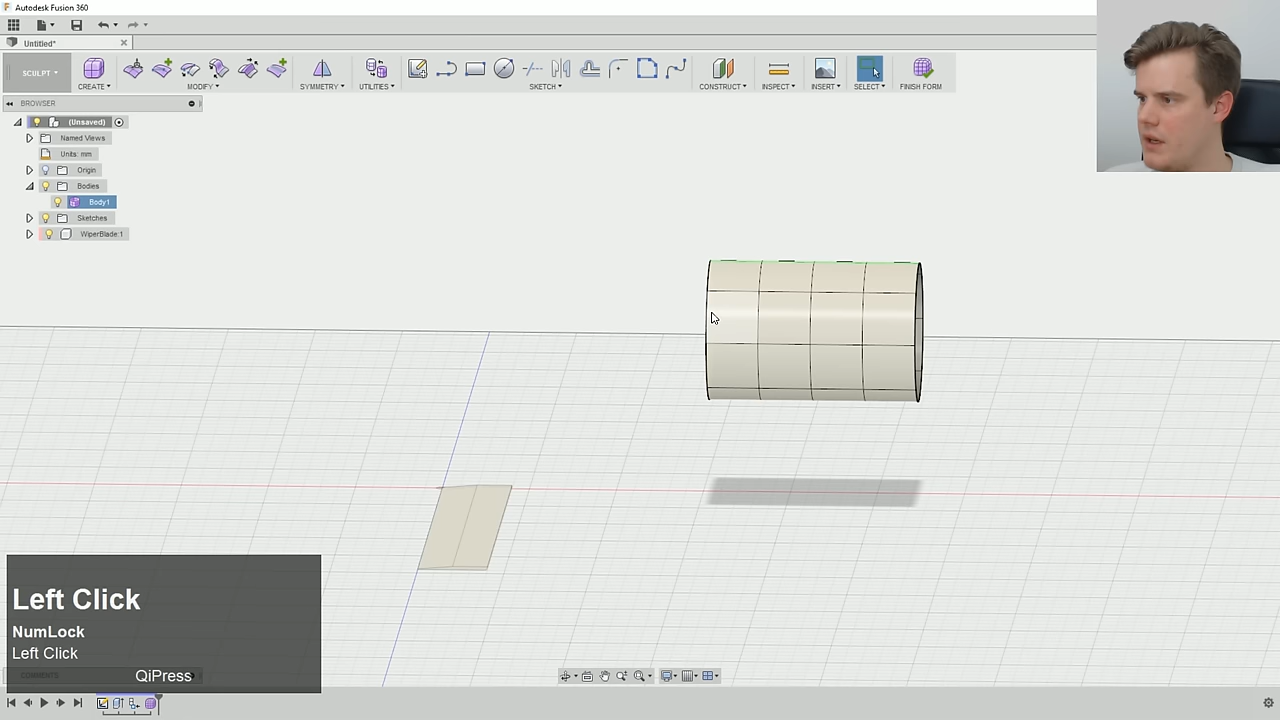 Autodesk Fusion 360
Untitled*
SCULPT
CREATE
MODIFY
SYMMETRY
UTILITIES
SKETCH
CONSTRUCT
INSPECT
INSERT
SELECT
FINISH FORM
BROWSER
(Unsaved)
Named Views
Units: mm
Origin
Bodies
Body1
Sketches
WiperBlade:1
Left Click
NumLock
Left Click
QiPress
COMMENTS